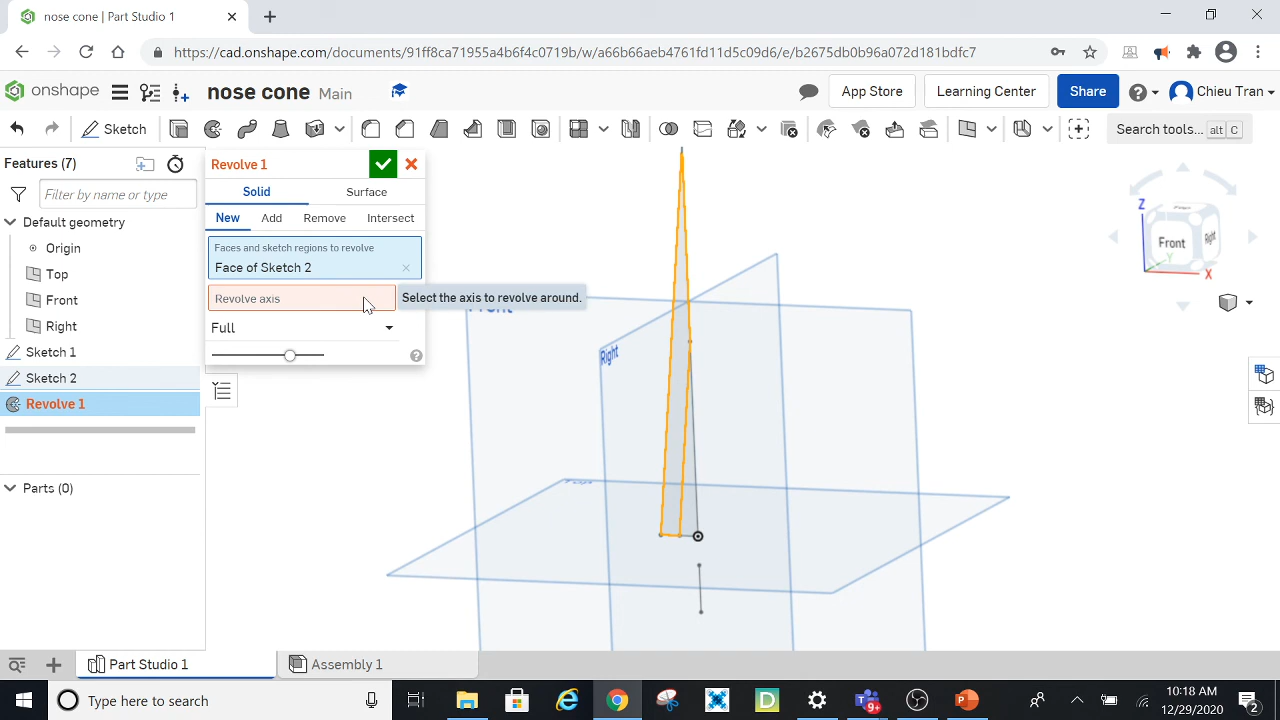 nose cone | Part Studio 1
https://cad.onshape.com/documents/91ff8ca71955a4b6f4c0719b/w/a66b66aeb4761fd11d5c09d6/e/b2675db0b96a072d181bdfc7
onshape
nose cone Main
App Store
Learning Center
Share
Chieu Tran
Sketch
Search tools... alt C
Features (7)
Filter by name or type
Default geometry
Origin
Top
Front
Right
Sketch 1
Sketch 2
Revolve 1
Parts (0)
Revolve 1
Solid
Surface
New
Add
Remove
Intersect
Faces and sketch regions to revolve
Face of Sketch 2
Revolve axis
Select the axis to revolve around.
Full
Front
Right
Z
Front
Right
Y
X
Part Studio 1
Assembly 1
Type here to search
9+
10:18 AM
12/29/2020
2